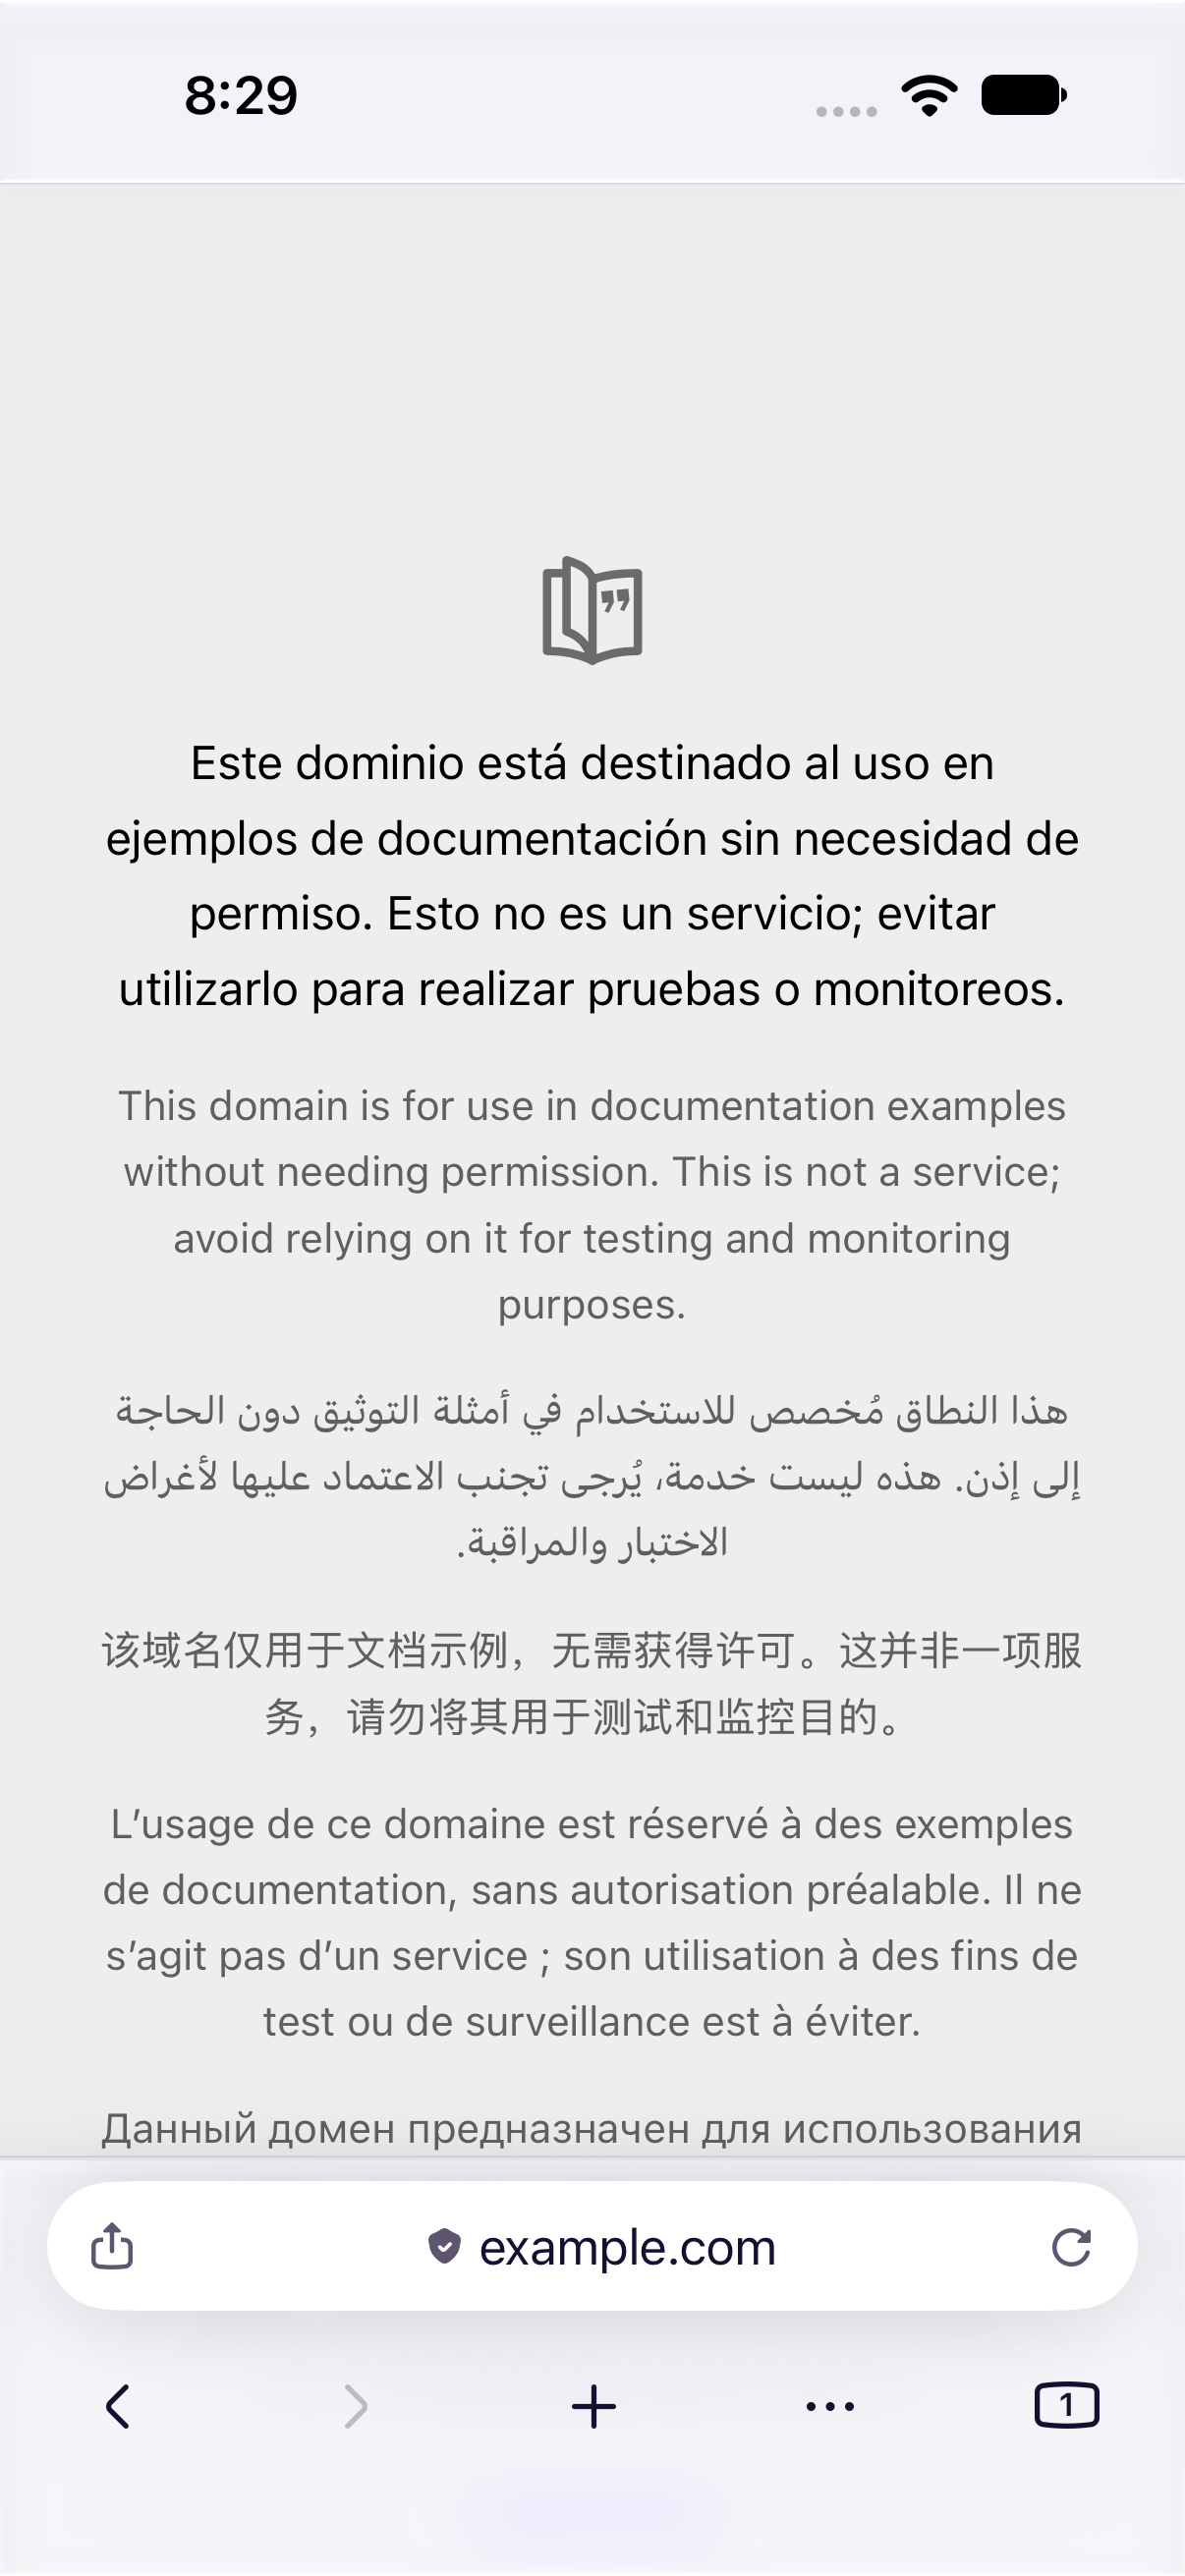 8:29
Este dominio está destinado al uso en
ejemplos de documentación sin necesidad de
permiso. Esto no es un servicio; evitar
utilizarlo para realizar pruebas o monitoreos.
This domain is for use in documentation examples
without needing permission. This is not a service;
avoid relying on it for testing and monitoring
purposes.
هذا النطاق مُخصص للاستخدام في أمثلة التوثيق دون الحاجة
إلى إذن. هذه ليست خدمة، يُرجى تجنب الاعتماد عليها لأغراض
الاختبار والمراقبة.
该域名仅用于文档示例，无需获得许可。这并非一项服
务，请勿将其用于测试和监控目的。
L’usage de ce domaine est réservé à des exemples
de documentation, sans autorisation préalable. Il ne
s’agit pas d’un service ; son utilisation à des fins de
test ou de surveillance est à éviter.
Данный домен предназначен для использования
example.com
1